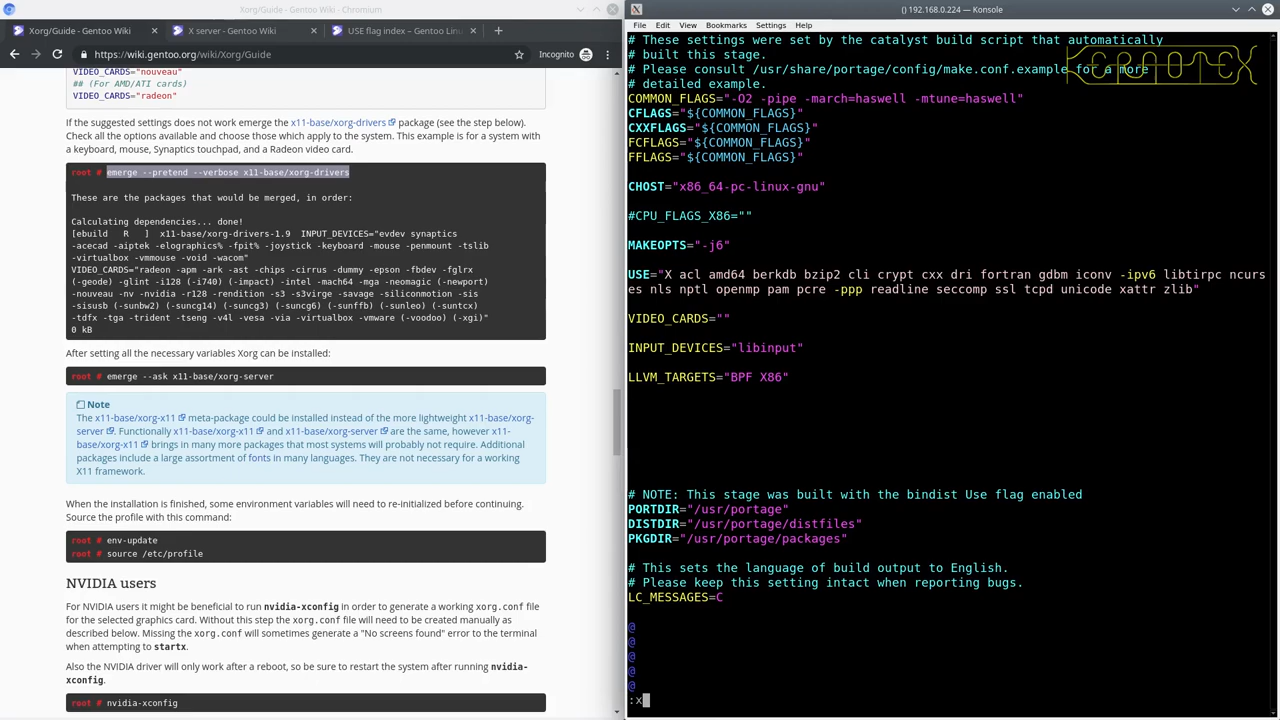 Xorg/Guide - Gentoo Wiki - Chromium
Xorg/Guide - Gentoo Wiki
X server - Gentoo Wiki
USE flag index – Gentoo Lin
https://wiki.gentoo.org/wiki/Xorg/Guide
Incognito
VIDEO_CARDS="nouveau"
## (For AMD/ATI cards)
VIDEO_CARDS="radeon"
If the suggested settings does not work emerge the x11-base/xorg-drivers package (see the step below).
Check all the options available and choose those which apply to the system. This example is for a system with
a keyboard, mouse, Synaptics touchpad, and a Radeon video card.
root # emerge --pretend --verbose x11-base/xorg-drivers
These are the packages that would be merged, in order:
Calculating dependencies... done!
[ebuild   R   ]  x11-base/xorg-drivers-1.9  INPUT_DEVICES="evdev synaptics
-acecad -aiptek -elographics% -fpit% -joystick -keyboard -mouse -penmount -tslib
-virtualbox -vmmouse -void -wacom"
VIDEO_CARDS="radeon -apm -ark -ast -chips -cirrus -dummy -epson -fbdev -fglrx
(-geode) -glint -i128 (-i740) (-impact) -intel -mach64 -mga -neomagic (-newport)
-nouveau -nv -nvidia -r128 -rendition -s3 -s3virge -savage -siliconmotion -sis
-sisusb (-sunbw2) (-suncg14) (-suncg3) (-suncg6) (-sunffb) (-sunleo) (-suntcx)
-tdfx -tga -trident -tseng -v4l -vesa -via -virtualbox -vmware (-voodoo) (-xgi)"
0 kB
After setting all the necessary variables Xorg can be installed:
root # emerge --ask x11-base/xorg-server
Note
The x11-base/xorg-x11 meta-package could be installed instead of the more lightweight x11-base/xorg-
server . Functionally x11-base/xorg-x11 and x11-base/xorg-server are the same, however x11-
base/xorg-x11 brings in many more packages that most systems will probably not require. Additional
packages include a large assortment of fonts in many languages. They are not necessary for a working
X11 framework.
When the installation is finished, some environment variables will need to re-initialized before continuing.
Source the profile with this command:
root # env-update
root # source /etc/profile
NVIDIA users
For NVIDIA users it might be beneficial to run nvidia-xconfig in order to generate a working xorg.conf file
for the selected graphics card. Without this step the xorg.conf file will need to be created manually as
described below. Missing the xorg.conf will sometimes generate a "No screens found" error to the terminal
when attempting to startx.
Also the NVIDIA driver will only work after a reboot, so be sure to restart the system after running nvidia-
xconfig.
root # nvidia-xconfig
() 192.168.0.224 — Konsole
File Edit View Bookmarks Settings Help
# These settings were set by the catalyst build script that automatically
# built this stage.
# Please consult /usr/share/portage/config/make.conf.example for a more
# detailed example.
COMMON_FLAGS="-O2 -pipe -march=haswell -mtune=haswell"
CFLAGS="${COMMON_FLAGS}"
CXXFLAGS="${COMMON_FLAGS}"
FCFLAGS="${COMMON_FLAGS}"
FFLAGS="${COMMON_FLAGS}"
CHOST="x86_64-pc-linux-gnu"
#CPU_FLAGS_X86=""
MAKEOPTS="-j6"
USE="X acl amd64 berkdb bzip2 cli crypt cxx dri fortran gdbm iconv -ipv6 libtirpc ncurs
es nls nptl openmp pam pcre -ppp readline seccomp ssl tcpd unicode xattr zlib"
VIDEO_CARDS=""
INPUT_DEVICES="libinput"
LLVM_TARGETS="BPF X86"
# NOTE: This stage was built with the bindist Use flag enabled
PORTDIR="/usr/portage"
DISTDIR="/usr/portage/distfiles"
PKGDIR="/usr/portage/packages"
# This sets the language of build output to English.
# Please keep this setting intact when reporting bugs.
LC_MESSAGES=C
@
@
@
@
@
:x